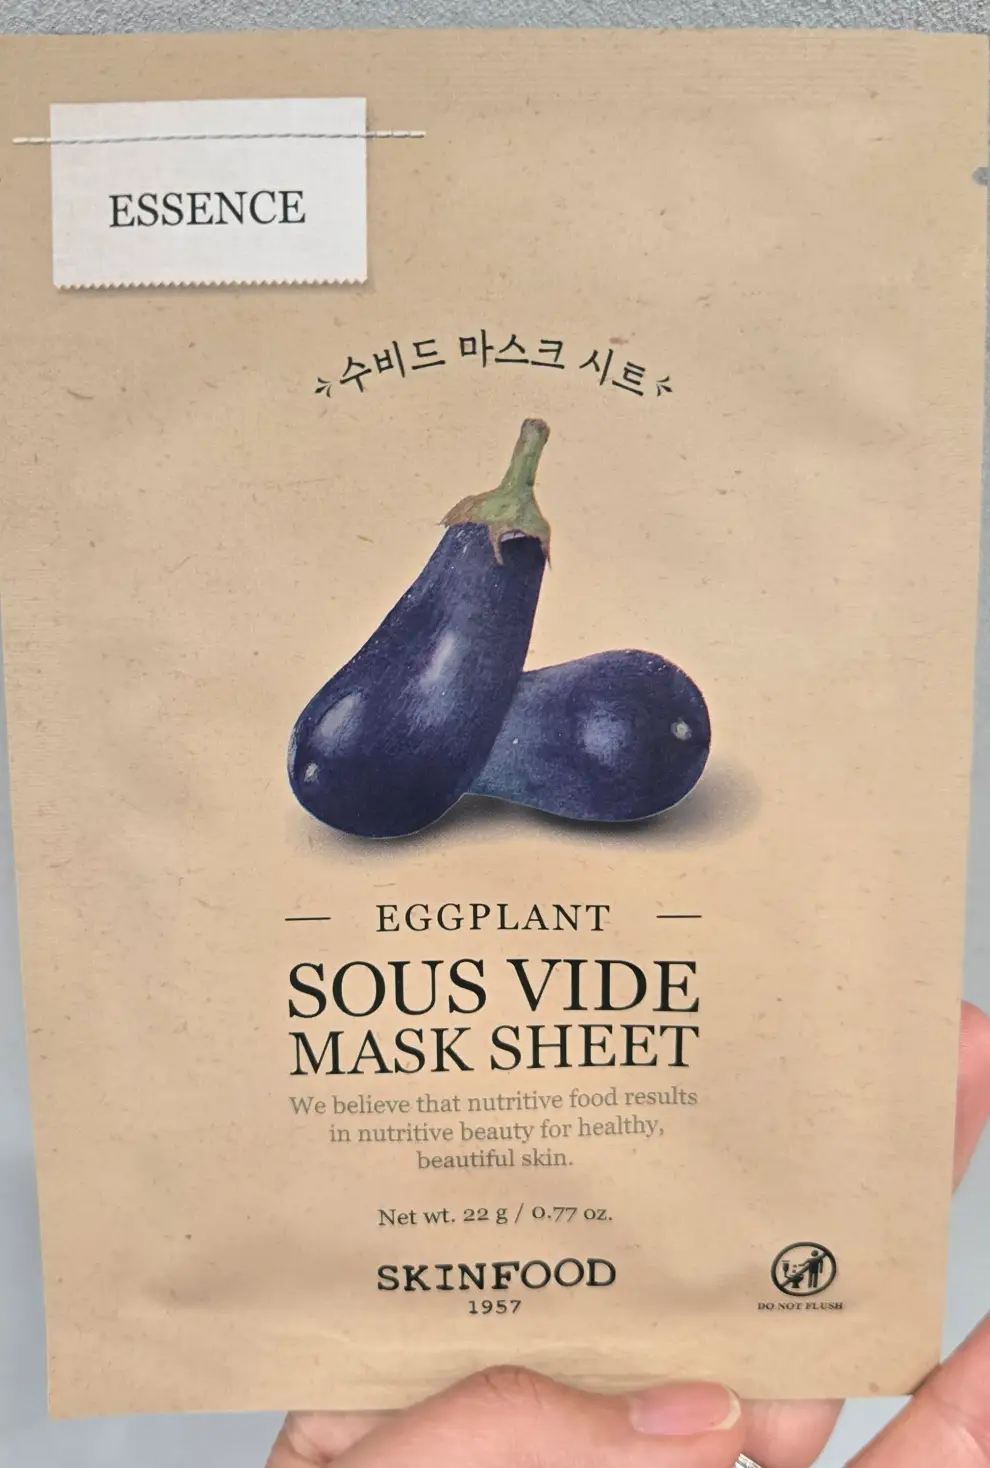 ESSENCE
수비드 마스크 시트
EGGPLANT
SOUS VIDE
MASK SHEET
We believe that nutritive food results
in nutritive beauty for healthy,
beautiful skin.
Net wt. 22 g / 0.77 oz.
SKINFOOD
1957
DO NOT FLUSH